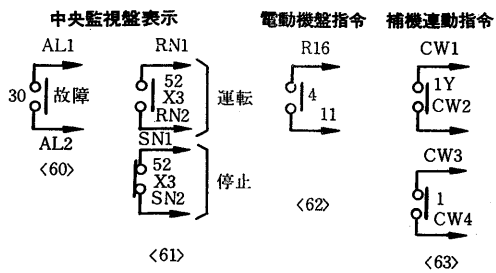 中央監視盤表示
電動機盤指令
補機連動指令
AL1
30 故障
AL2
<60>
RN1
52
X3
RN2
運転
SN1
52
X3
SN2
停止
<61>
R16
4
11
<62>
CW1
1Y
CW2
CW3
1
CW4
<63>